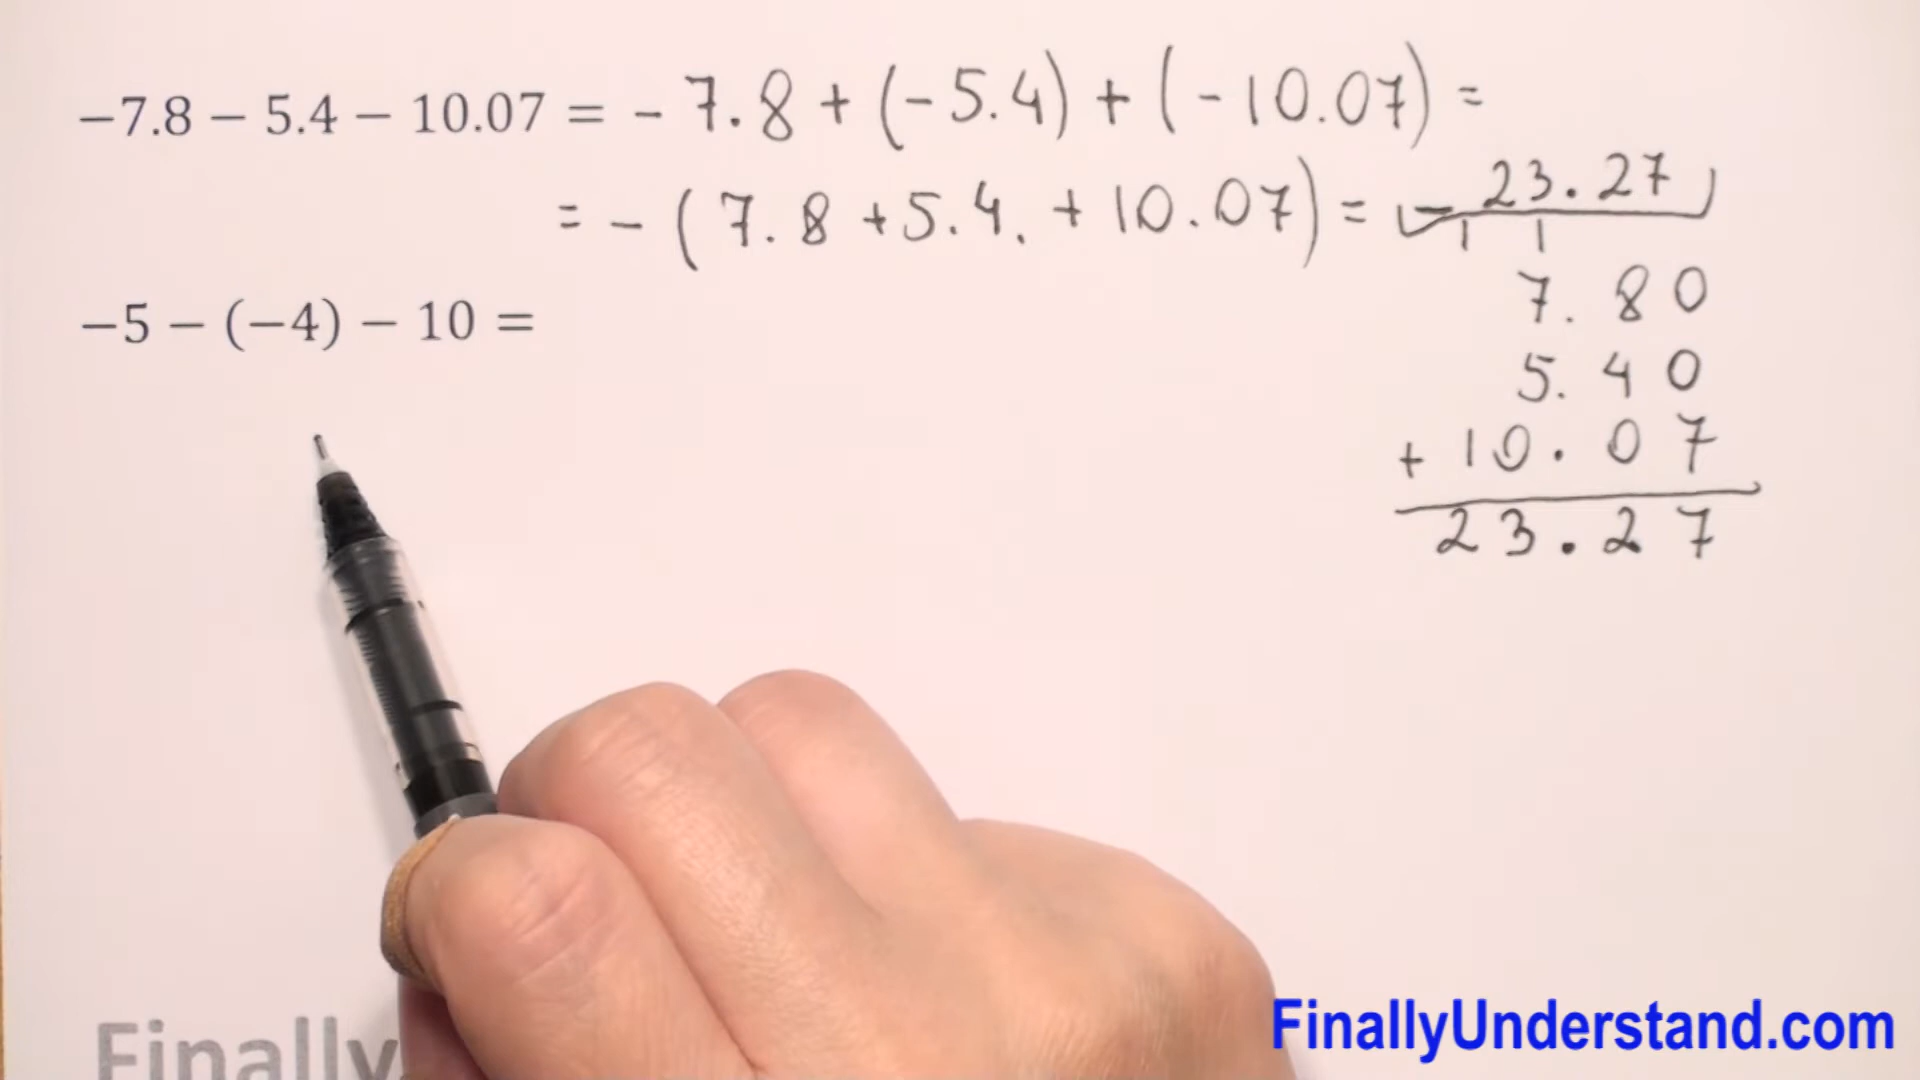 −7.8 − 5.4 − 10.07 = - 7.8 + (-5.4) + (-10.07) =
= - (7.8 + 5.4. + 10.07) = - 23.27
−5 − (−4) − 10 =
1 1
7.80
5.40
+ 10.07
23.27
Finally
FinallyUnderstand.com